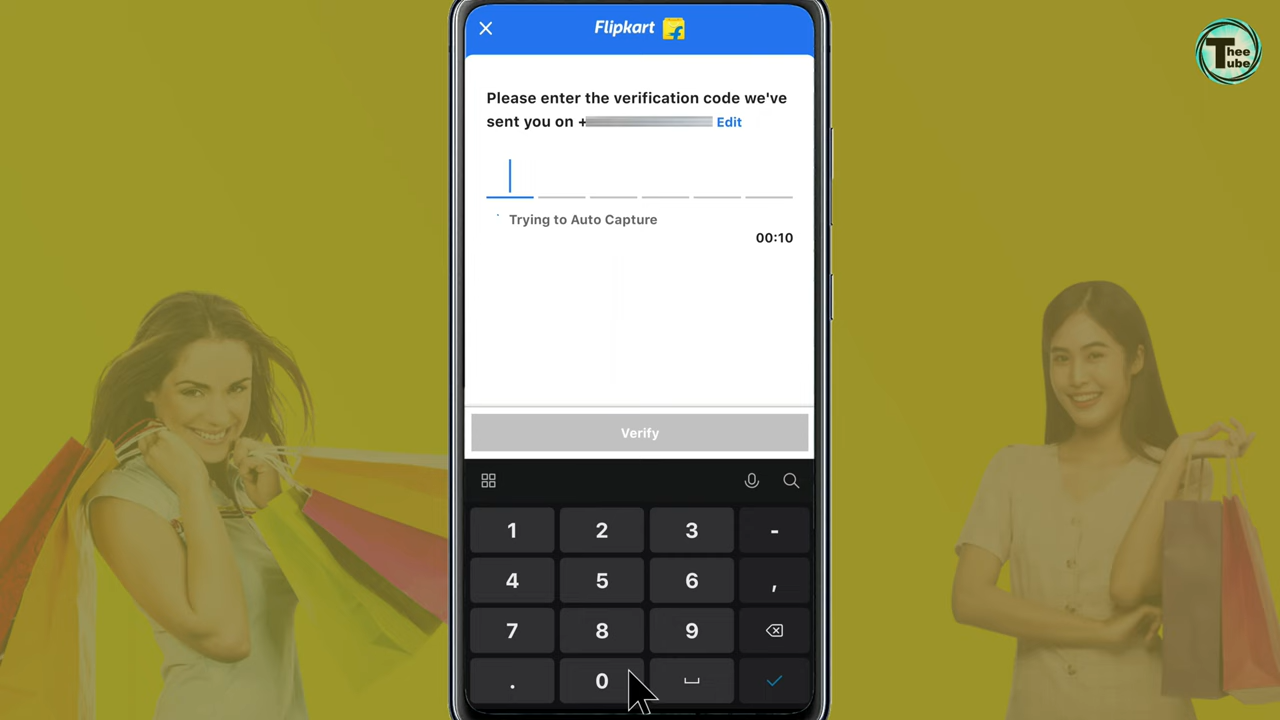 Flipkart
Thee
Tube
Please enter the verification code we've
sent you on + Edit
Trying to Auto Capture
00:10
Verify
1 2 3 -
4 5 6 ,
7 8 9
. 0